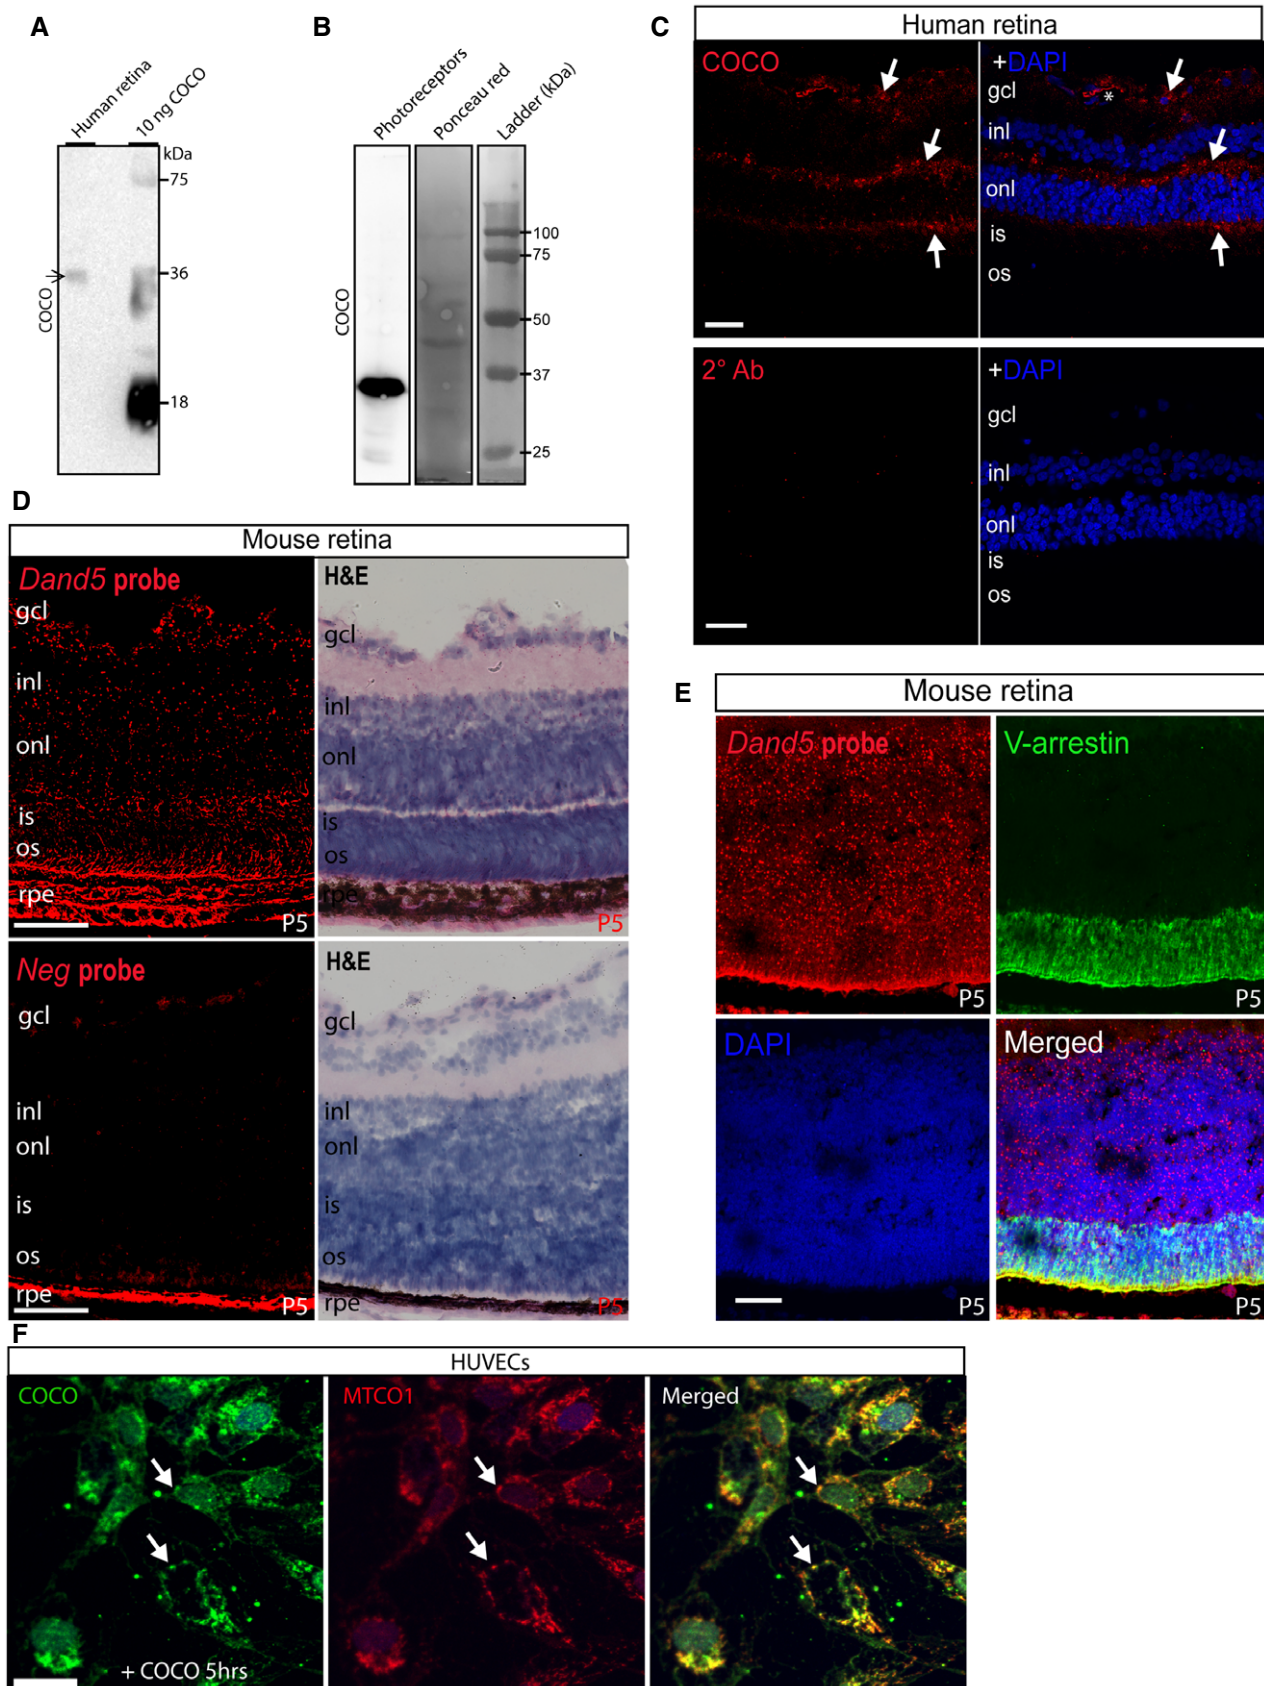 A
Human retina
10 ng COCO
kDa
75
36
18
COCO
B
Photoreceptors
Ponceau red
Ladder (kDa)
100
75
50
37
25
COCO
C
Human retina
COCO
+DAPI
gcl
*
inl
onl
is
os
2° Ab
+DAPI
gcl
inl
onl
is
os
D
Mouse retina
Dand5 probe
gcl
inl
onl
is
os
rpe
P5
H&E
gcl
inl
onl
is
os
rpe
P5
Neg probe
gcl
inl
onl
is
os
rpe
P5
H&E
gcl
inl
onl
is
os
rpe
P5
E
Mouse retina
Dand5 probe
P5
V-arrestin
P5
DAPI
P5
Merged
P5
F
HUVECs
COCO
+ COCO 5hrs
MTCO1
Merged